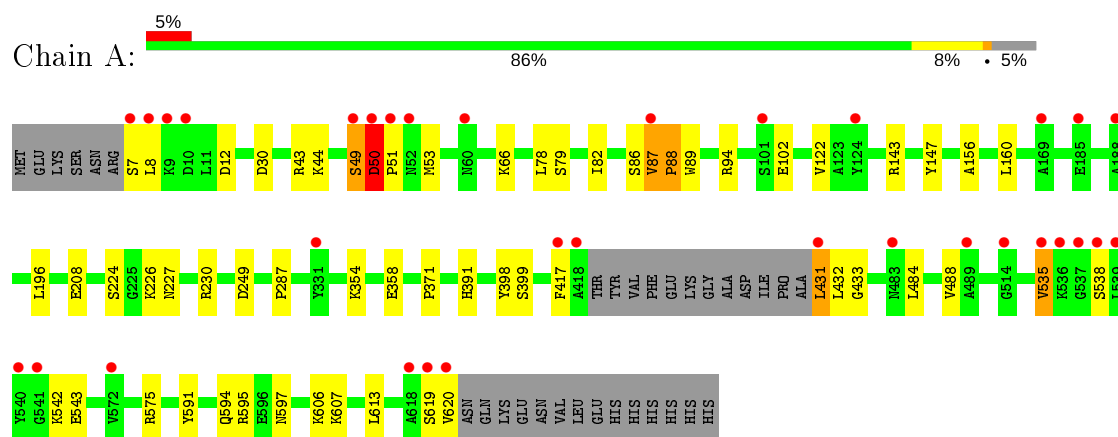 5%
Chain A:
86% 8% • 5%
MET GLU LYS SER ASN ARG S7 L8 K9 D10 L11 D12 D30 R43 K44 S49 D50 P51 N52 M53 N60 K66 L78 S79 I82 S86 V87 P88 W89 R94 S101 E102 V122 A123 Y124 R143 Y147 A156 L160 A169 E185 A188
L196 E208 S224 G225 K226 N227 R230 D249 P287 Y331 K354 E358 P371 H391 Y398 S399 F417 A418 THR TYR VAL PHE GLU LYS GLY ALA ASP ILE PRO ALA L431 L432 G433 N483 L484 V488 A489 G514 V535 K536 G537 S538 L539
Y540 G541 K542 E543 V572 R575 Y591 Q594 R595 E596 N597 K606 K607 L613 A618 S619 V620 ASN GLN LYS GLU ASN VAL LEU GLU HIS HIS HIS HIS HIS HIS